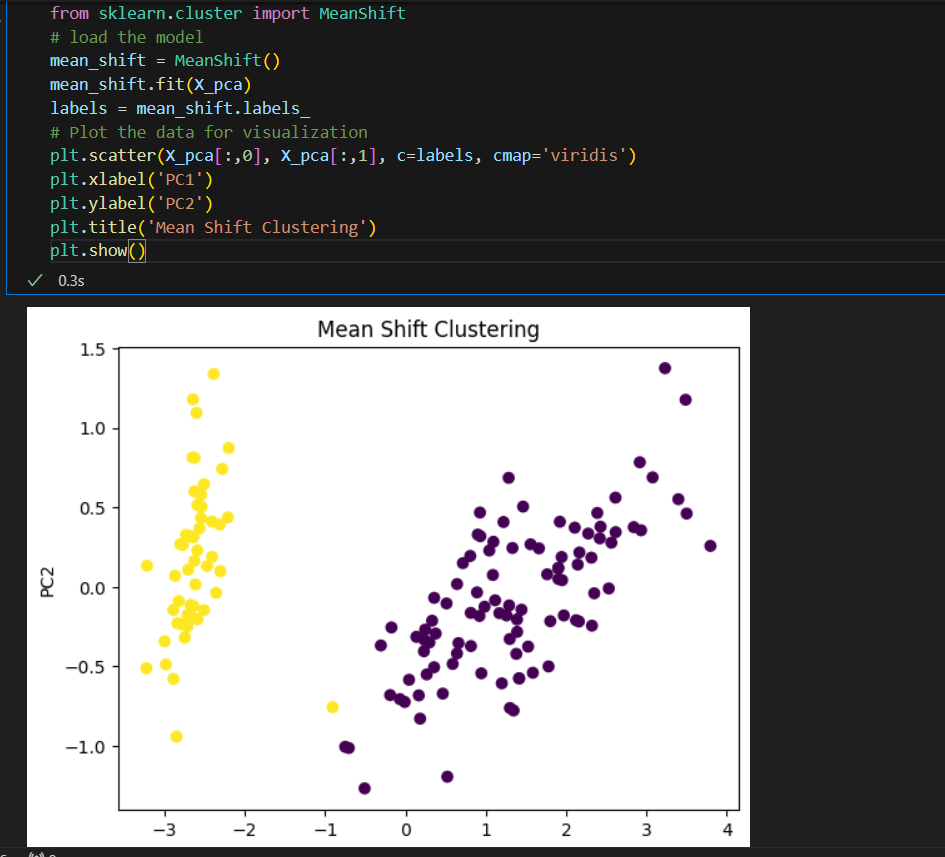 from sklearn.cluster import MeanShift
# load the model
mean_shift = MeanShift()
mean_shift.fit(X_pca)
labels = mean_shift.labels_
# Plot the data for visualization
plt.scatter(X_pca[:,0], X_pca[:,1], c=labels, cmap='viridis')
plt.xlabel('PC1')
plt.ylabel('PC2')
plt.title('Mean Shift Clustering')
plt.show()
0.3s
Mean Shift Clustering
1.5
1.0
0.5
0.0
−0.5
−1.0
PC2
−3 −2 −1 0 1 2 3 4